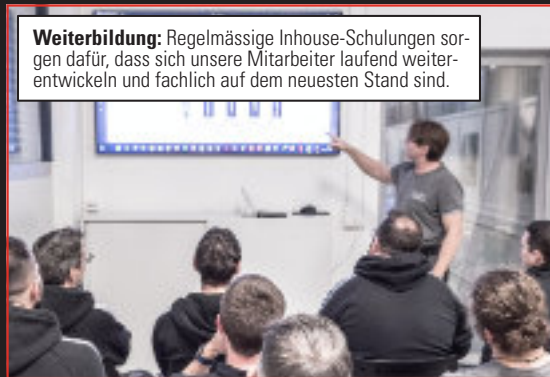 Weiterbildung: Regelmässige Inhouse-Schulungen sor-
gen dafür, dass sich unsere Mitarbeiter laufend weiter-
entwickeln und fachlich auf dem neuesten Stand sind.